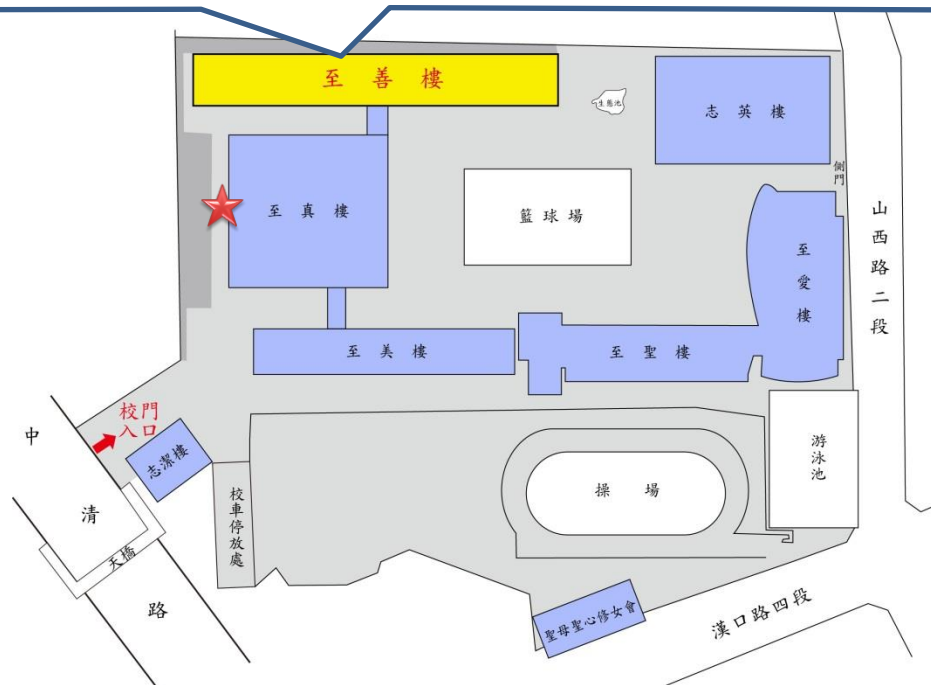 至善樓
生態池
志英樓
側門
至真樓
籃球場
山西路二段
至愛樓
至美樓
至聖樓
校門
入口
中清路
志潔樓
天橋
校車停放處
操場
游泳池
聖母聖心修女會
漢口路四段